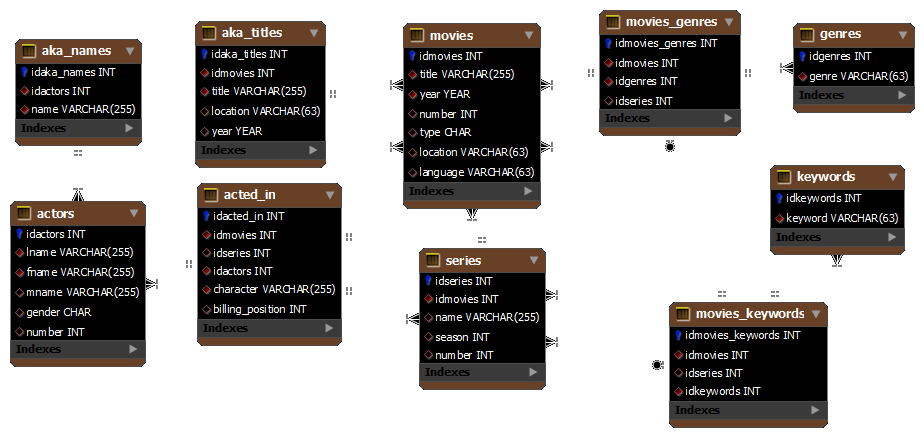 aka_names
idaka_names INT
idactors INT
name VARCHAR(255)
Indexes
aka_titles
idaka_titles INT
idmovies INT
title VARCHAR(255)
location VARCHAR(63)
year YEAR
Indexes
movies
idmovies INT
title VARCHAR(255)
year YEAR
number INT
type CHAR
location VARCHAR(63)
language VARCHAR(63)
Indexes
movies_genres
idmovies_genres INT
idmovies INT
idgenres INT
idseries INT
Indexes
genres
idgenres INT
genre VARCHAR(63)
Indexes
actors
idactors INT
lname VARCHAR(255)
fname VARCHAR(255)
mname VARCHAR(255)
gender CHAR
number INT
Indexes
acted_in
idacted_in INT
idmovies INT
idseries INT
idactors INT
character VARCHAR(255)
billing_position INT
Indexes
series
idseries INT
idmovies INT
name VARCHAR(255)
season INT
number INT
Indexes
keywords
idkeywords INT
keyword VARCHAR(63)
Indexes
movies_keywords
idmovies_keywords INT
idmovies INT
idseries INT
idkeywords INT
Indexes